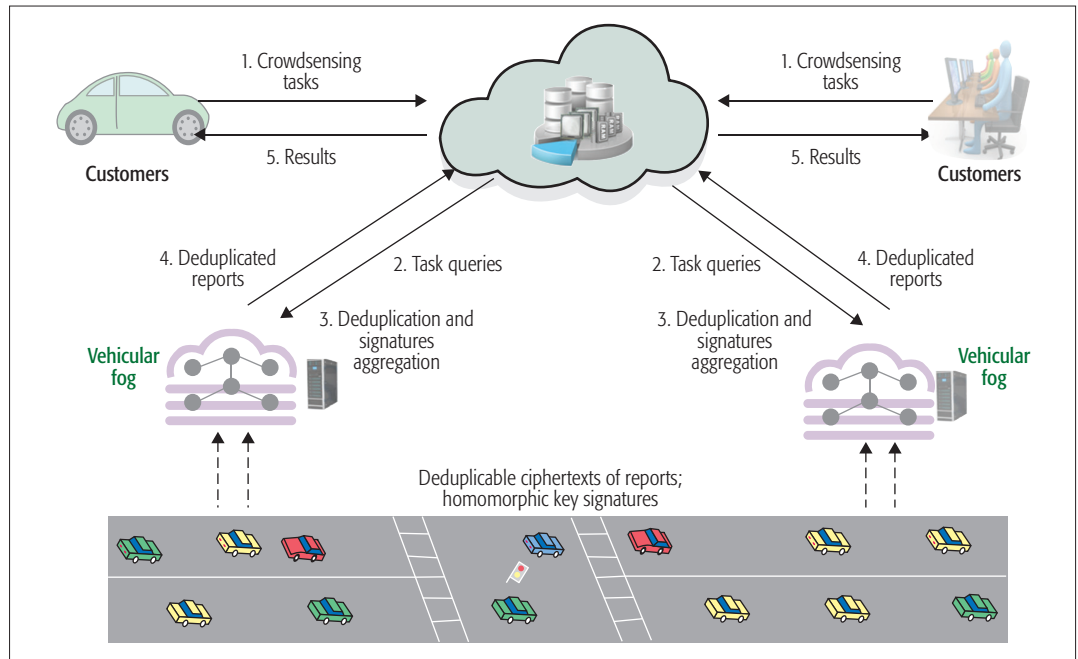 1. Crowdsensing
tasks
1. Crowdsensing
tasks
5. Results
5. Results
Customers
Customers
4. Deduplicated
reports
2. Task queries
2. Task queries
4. Deduplicated
reports
3. Deduplication and
signatures
aggregation
3. Deduplication and
signatures
aggregation
Vehicular
fog
Vehicular
fog
Deduplicable ciphertexts of reports;
homomorphic key signatures